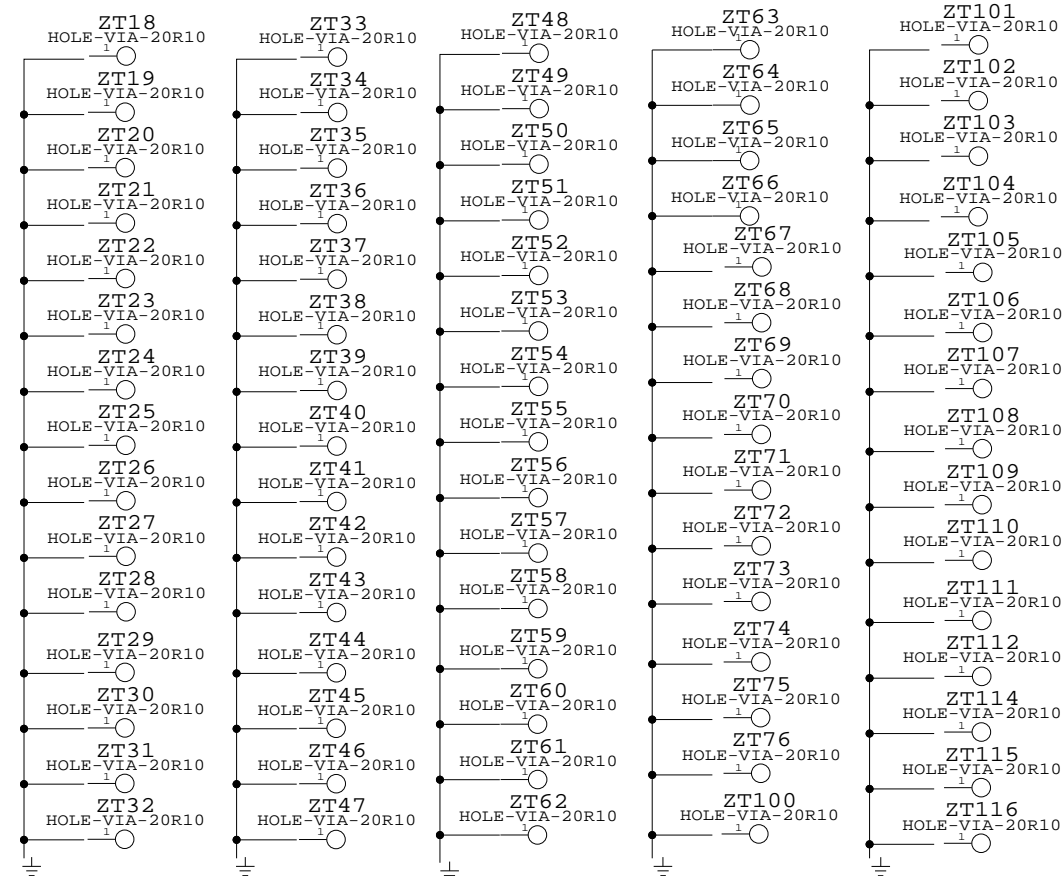 ZT18
HOLE-VIA-20R10
1
ZT19
HOLE-VIA-20R10
1
ZT20
HOLE-VIA-20R10
1
ZT21
HOLE-VIA-20R10
1
ZT22
HOLE-VIA-20R10
1
ZT23
HOLE-VIA-20R10
1
ZT24
HOLE-VIA-20R10
1
ZT25
HOLE-VIA-20R10
1
ZT26
HOLE-VIA-20R10
1
ZT27
HOLE-VIA-20R10
1
ZT28
HOLE-VIA-20R10
1
ZT29
HOLE-VIA-20R10
1
ZT30
HOLE-VIA-20R10
1
ZT31
HOLE-VIA-20R10
1
ZT32
HOLE-VIA-20R10
1
ZT33
HOLE-VIA-20R10
1
ZT34
HOLE-VIA-20R10
1
ZT35
HOLE-VIA-20R10
1
ZT36
HOLE-VIA-20R10
1
ZT37
HOLE-VIA-20R10
1
ZT38
HOLE-VIA-20R10
1
ZT39
HOLE-VIA-20R10
1
ZT40
HOLE-VIA-20R10
1
ZT41
HOLE-VIA-20R10
1
ZT42
HOLE-VIA-20R10
1
ZT43
HOLE-VIA-20R10
1
ZT44
HOLE-VIA-20R10
1
ZT45
HOLE-VIA-20R10
1
ZT46
HOLE-VIA-20R10
1
ZT47
HOLE-VIA-20R10
1
ZT48
HOLE-VIA-20R10
1
ZT49
HOLE-VIA-20R10
1
ZT50
HOLE-VIA-20R10
1
ZT51
HOLE-VIA-20R10
1
ZT52
HOLE-VIA-20R10
1
ZT53
HOLE-VIA-20R10
1
ZT54
HOLE-VIA-20R10
1
ZT55
HOLE-VIA-20R10
1
ZT56
HOLE-VIA-20R10
1
ZT57
HOLE-VIA-20R10
1
ZT58
HOLE-VIA-20R10
1
ZT59
HOLE-VIA-20R10
1
ZT60
HOLE-VIA-20R10
1
ZT61
HOLE-VIA-20R10
1
ZT62
HOLE-VIA-20R10
1
ZT63
HOLE-VIA-20R10
1
ZT64
HOLE-VIA-20R10
1
ZT65
HOLE-VIA-20R10
1
ZT66
HOLE-VIA-20R10
1
ZT67
HOLE-VIA-20R10
1
ZT68
HOLE-VIA-20R10
1
ZT69
HOLE-VIA-20R10
1
ZT70
HOLE-VIA-20R10
1
ZT71
HOLE-VIA-20R10
1
ZT72
HOLE-VIA-20R10
1
ZT73
HOLE-VIA-20R10
1
ZT74
HOLE-VIA-20R10
1
ZT75
HOLE-VIA-20R10
1
ZT76
HOLE-VIA-20R10
1
ZT100
HOLE-VIA-20R10
1
ZT101
HOLE-VIA-20R10
1
ZT102
HOLE-VIA-20R10
1
ZT103
HOLE-VIA-20R10
1
ZT104
HOLE-VIA-20R10
1
ZT105
HOLE-VIA-20R10
1
ZT106
HOLE-VIA-20R10
1
ZT107
HOLE-VIA-20R10
1
ZT108
HOLE-VIA-20R10
1
ZT109
HOLE-VIA-20R10
1
ZT110
HOLE-VIA-20R10
1
ZT111
HOLE-VIA-20R10
1
ZT112
HOLE-VIA-20R10
1
ZT114
HOLE-VIA-20R10
1
ZT115
HOLE-VIA-20R10
1
ZT116
HOLE-VIA-20R10
1